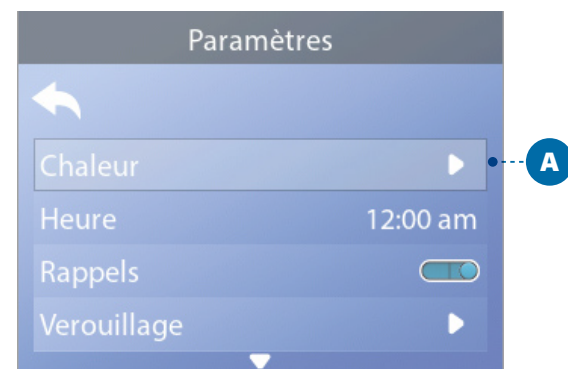 Paramètres
Chaleur
A
Heure 12:00 am
Rappels
Verouillage